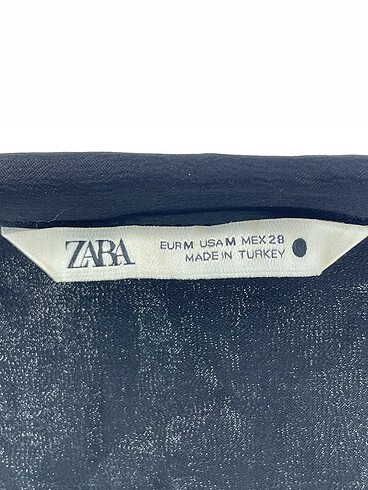 ZARA
EUR M USA M MEX 28
MADE IN TURKEY